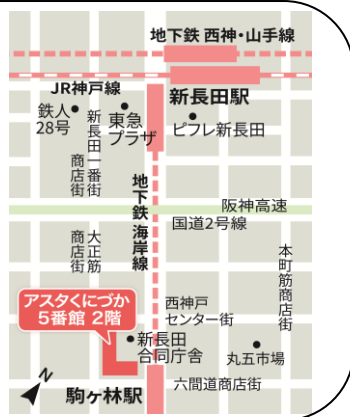 地下鉄 西神・山手線
JR神戸線
新長田駅
鉄人
28号
新長田一番街
商店街
東急
プラザ
ピフレ新長田
地下鉄 海岸線
阪神高速
国道2号線
大正筋
商店街
本町筋商店街
アスタくにづか
5番館 2階
西神戸
センター街
新長田
合同庁舎
丸五市場
六間道商店街
駒ヶ林駅
N